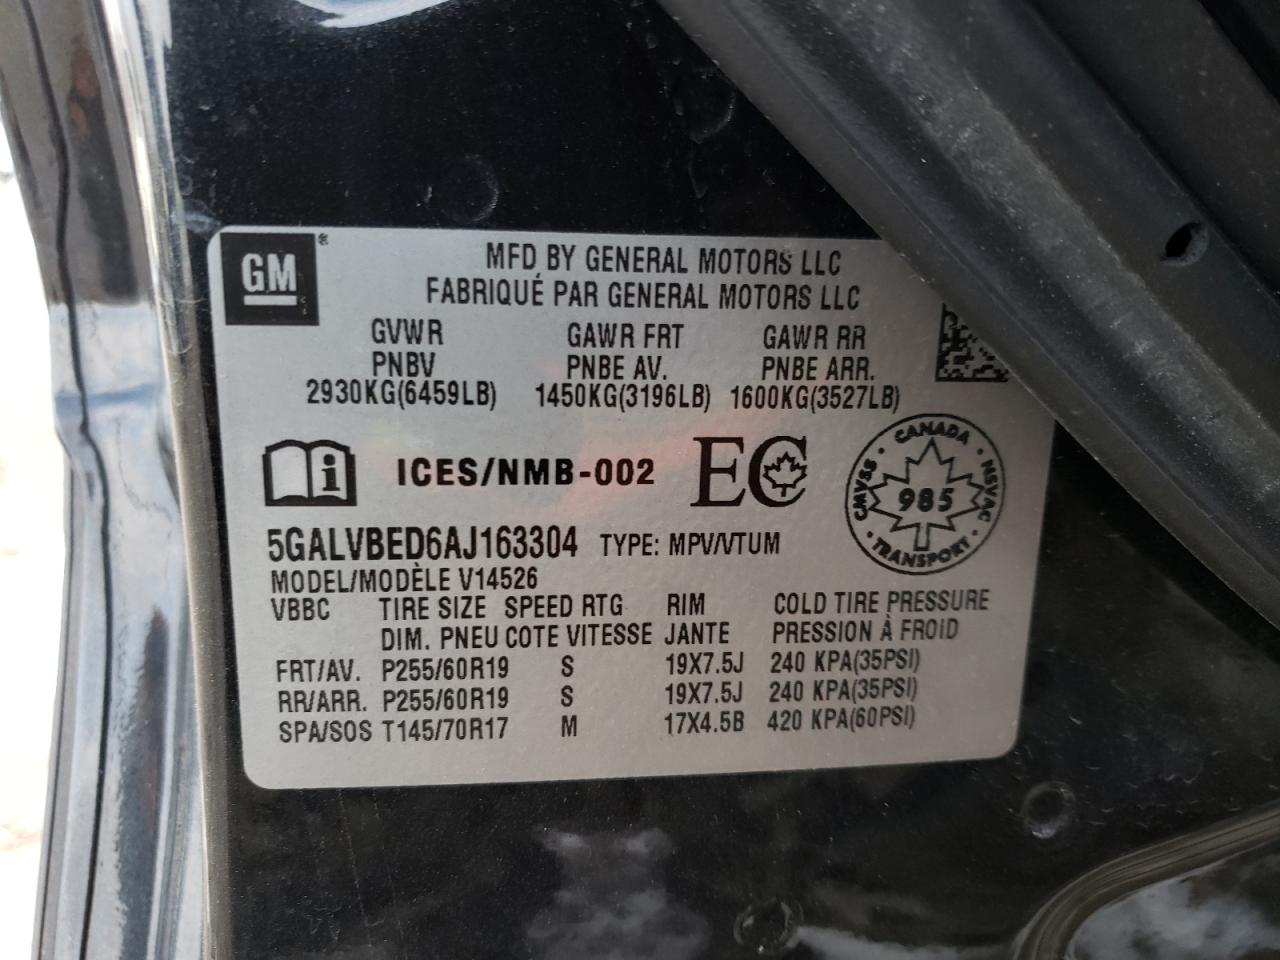 GM ®
MFD BY GENERAL MOTORS LLC
FABRIQUÉ PAR GENERAL MOTORS LLC
GVWR GAWR FRT GAWR RR
PNBV PNBE AV. PNBE ARR.
2930KG(6459LB) 1450KG(3196LB) 1600KG(3527LB)
i ICES/NMB-002 EC
CANADA
CMVSS 985 NSVAC
TRANSPORT
5GALVBED6AJ163304 TYPE: MPV/VTUM
MODEL/MODÈLE V14526
VBBC TIRE SIZE SPEED RTG RIM COLD TIRE PRESSURE
DIM. PNEU COTE VITESSE JANTE PRESSION À FROID
FRT/AV. P255/60R19 S 19X7.5J 240 KPA(35PSI)
RR/ARR. P255/60R19 S 19X7.5J 240 KPA(35PSI)
SPA/SOS T145/70R17 M 17X4.5B 420 KPA(60PSI)